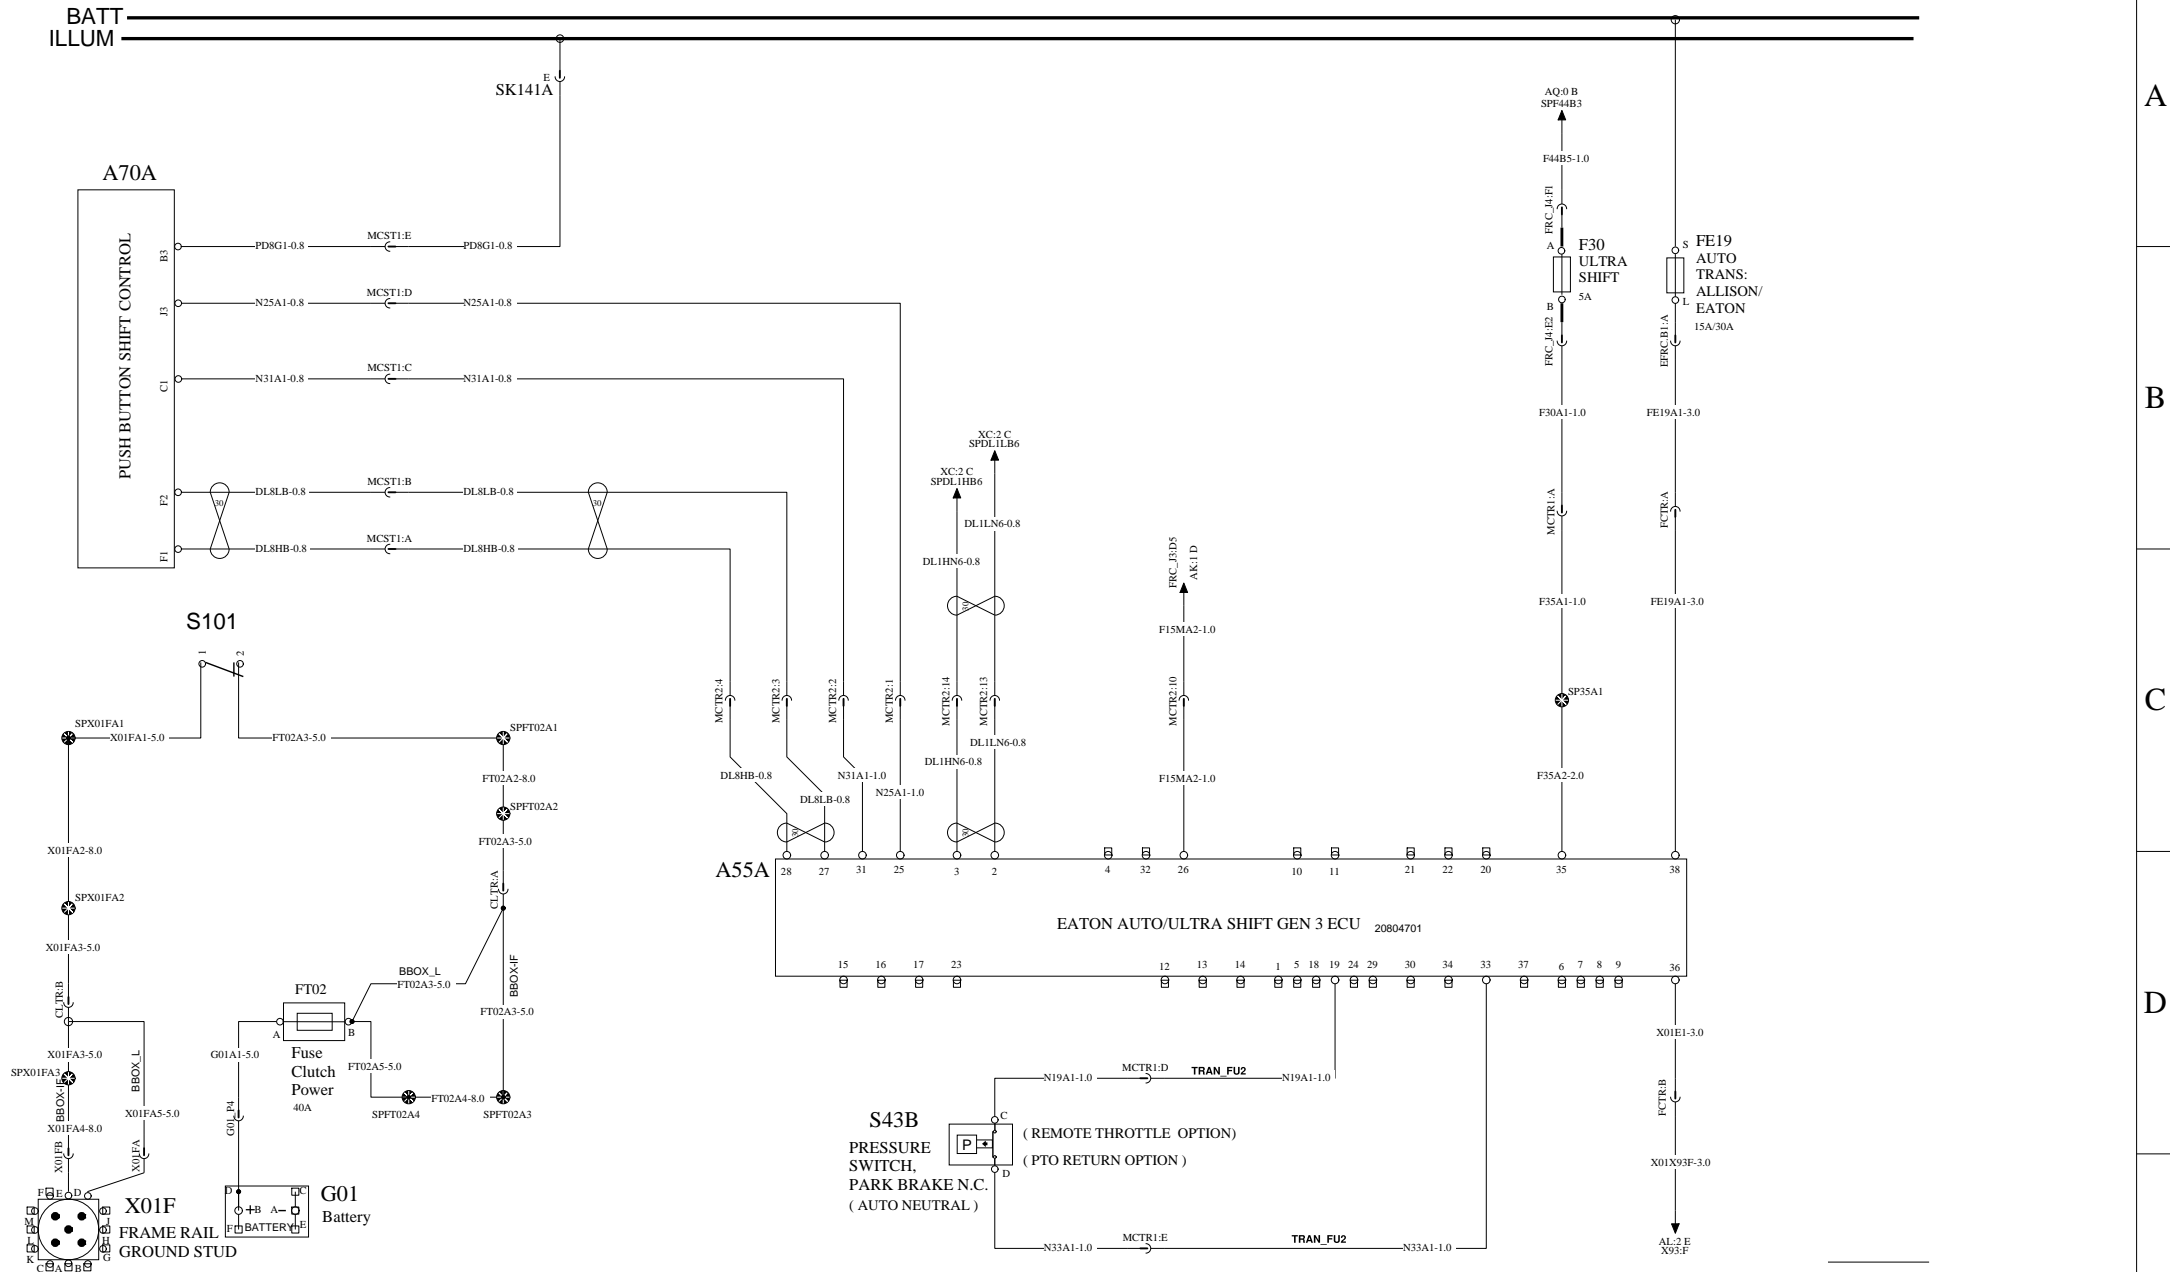 BATT
ILLUM
E
SK141A
A
AQ:0 B
SPF44B3
F44B5-1.0
FRC_J4:F1
A70A
PUSH BUTTON SHIFT CONTROL
B3
PD8G1-0.8
MCST1:E
PD8G1-0.8
J3
N25A1-0.8
MCST1:D
N25A1-0.8
C1
N31A1-0.8
MCST1:C
N31A1-0.8
F2
30
DL8LB-0.8
MCST1:B
DL8LB-0.8
30
F1
DL8HB-0.8
MCST1:A
DL8HB-0.8
A
F30
ULTRA
SHIFT
5A
B
FRC_J4:E2
S
FE19
AUTO
TRANS:
ALLISON/
EATON
L
15A/30A
EFRC.B1:A
B
F30A1-1.0
FE19A1-3.0
XC:2 C
SPDL1LB6
XC:2 C
SPDL1HB6
DL1LN6-0.8
DL1HN6-0.8
30
MCTR1:A
FCTR:A
FRC_J3:D5
AK:1 D
F15MA2-1.0
F35A1-1.0
FE19A1-3.0
S101
1
2
MCTR2:4
MCTR2:3
MCTR2:2
MCTR2:1
MCTR2:14
MCTR2:13
MCTR2:10
SP35A1
C
SPX01FA1
X01FA1-5.0
FT02A3-5.0
SPFT02A1
DL1LN6-0.8
DL1HN6-0.8
DL8HB-0.8
N31A1-1.0
F15MA2-1.0
F35A2-2.0
FT02A2-8.0
N25A1-1.0
DL8LB-0.8
SPFT02A2
30
30
FT02A3-5.0
X01FA2-8.0
CLTR:A
A55A
28
27
31
25
3
2
4
32
26
10
11
21
22
20
35
38
EATON AUTO/ULTRA SHIFT GEN 3 ECU
20804701
15
16
17
23
12
13
14
1
5
18
19
24
29
30
34
33
37
6
7
8
9
36
SPX01FA2
X01FA3-5.0
CLTR:B
BBOX_L
FT02A3-5.0
BBOX-IF
FT02A3-5.0
D
FT02
A
B
Fuse
Clutch
Power
40A
G01A1-5.0
FT02A5-5.0
X01FA3-5.0
SPX01FA3
BBOX-IF
BBOX_L
X01FA5-5.0
X01FA4-8.0
G01_P4
SPFT02A4
FT02A4-8.0
SPFT02A3
X01FB
X01FA
X01E1-3.0
N19A1-1.0
MCTR1:D
TRAN_FU2
N19A1-1.0
FCTR:B
S43B
C
P
D
PRESSURE
SWITCH,
PARK BRAKE N.C.
( AUTO NEUTRAL )
( REMOTE THROTTLE OPTION)
( PTO RETURN OPTION )
X01X93F-3.0
F
E
D
M
L
K
J
H
G
C
A
B
X01F
FRAME RAIL
GROUND STUD
D
C
+B
A-
F
BATTERY
E
G01
Battery
N33A1-1.0
MCTR1:E
TRAN_FU2
N33A1-1.0
AL:2 E
X93:F